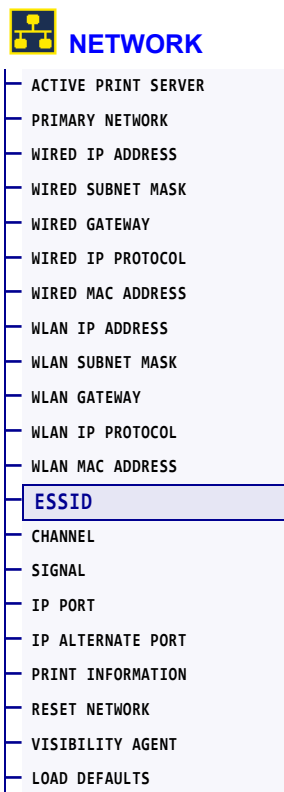 NETWORK
ACTIVE PRINT SERVER
PRIMARY NETWORK
WIRED IP ADDRESS
WIRED SUBNET MASK
WIRED GATEWAY
WIRED IP PROTOCOL
WIRED MAC ADDRESS
WLAN IP ADDRESS
WLAN SUBNET MASK
WLAN GATEWAY
WLAN IP PROTOCOL
WLAN MAC ADDRESS
ESSID
CHANNEL
SIGNAL
IP PORT
IP ALTERNATE PORT
PRINT INFORMATION
RESET NETWORK
VISIBILITY AGENT
LOAD DEFAULTS